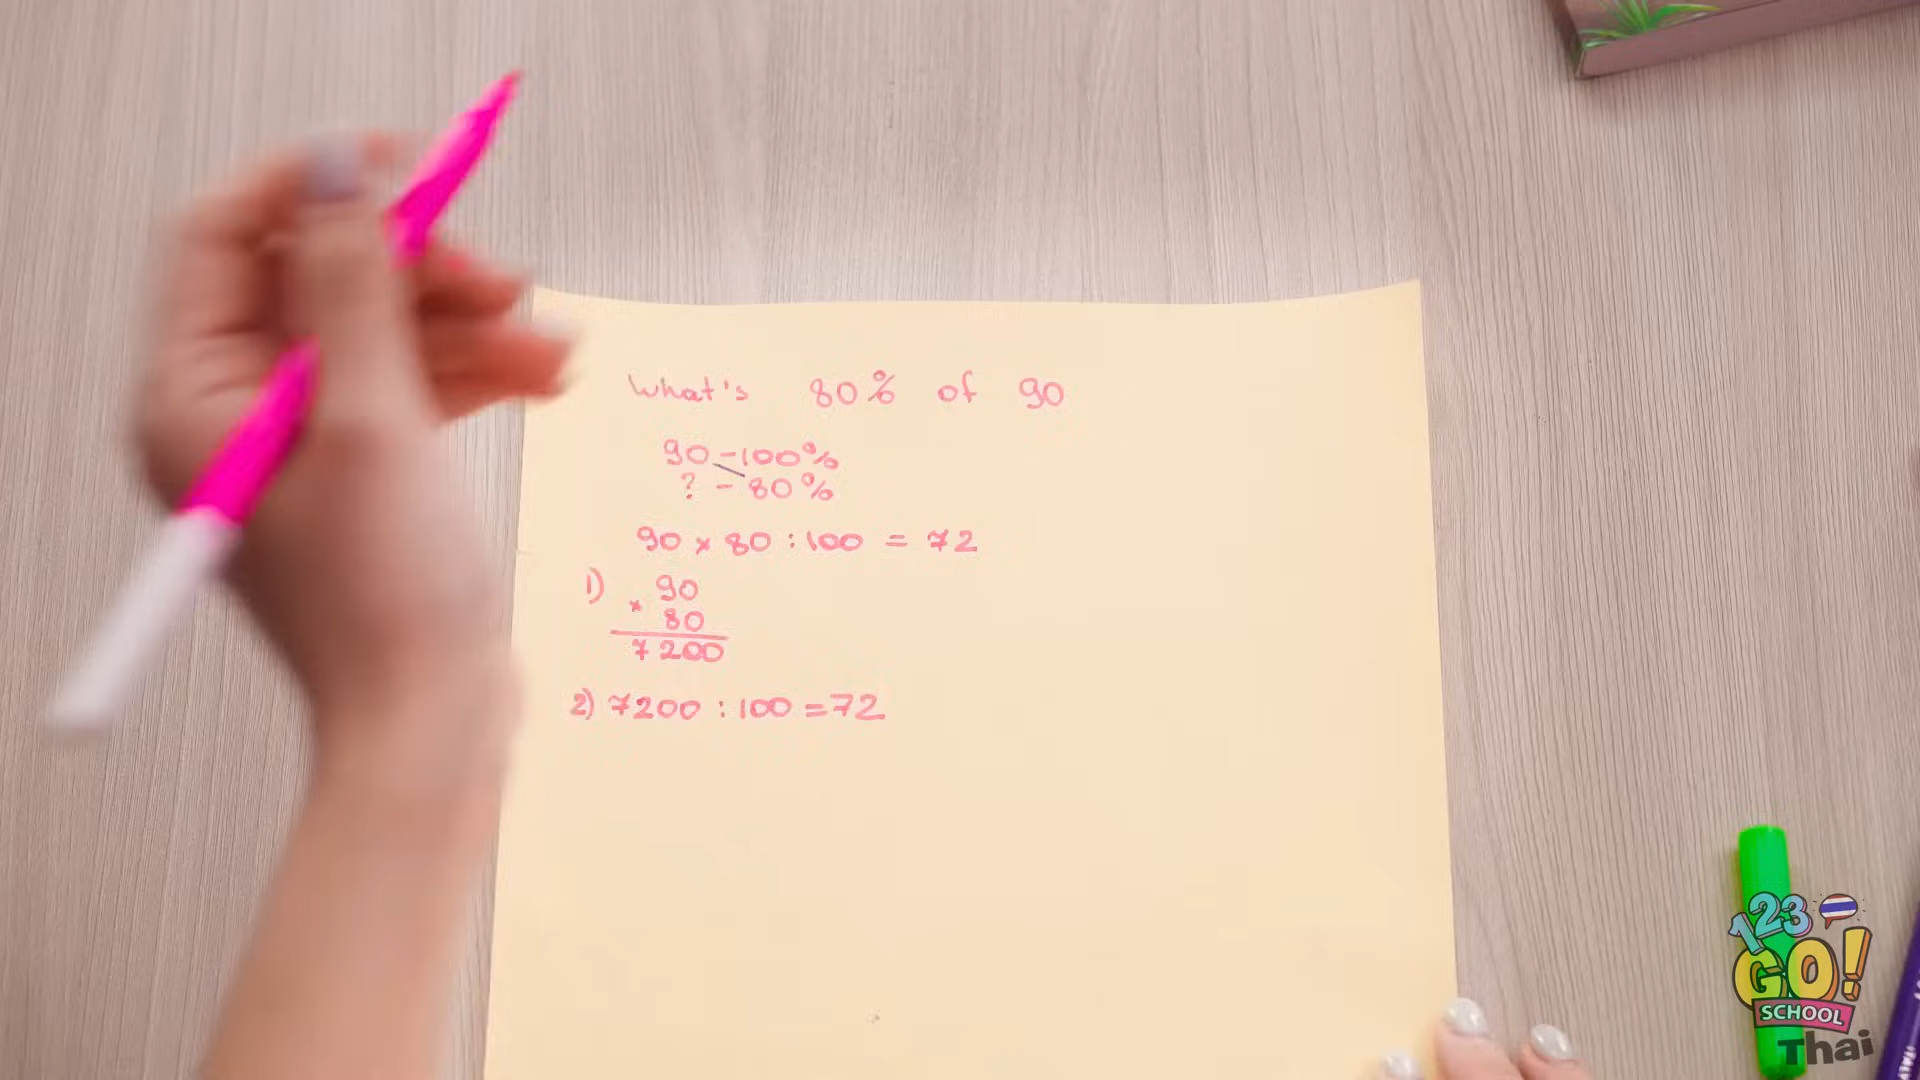 What's 80% of 90
90 - 100%
? - 80%
90 x 80 : 100 = 72
1) 90
x 80
7200
2) 7200 : 100 = 72
123
GO!
SCHOOL
Thai